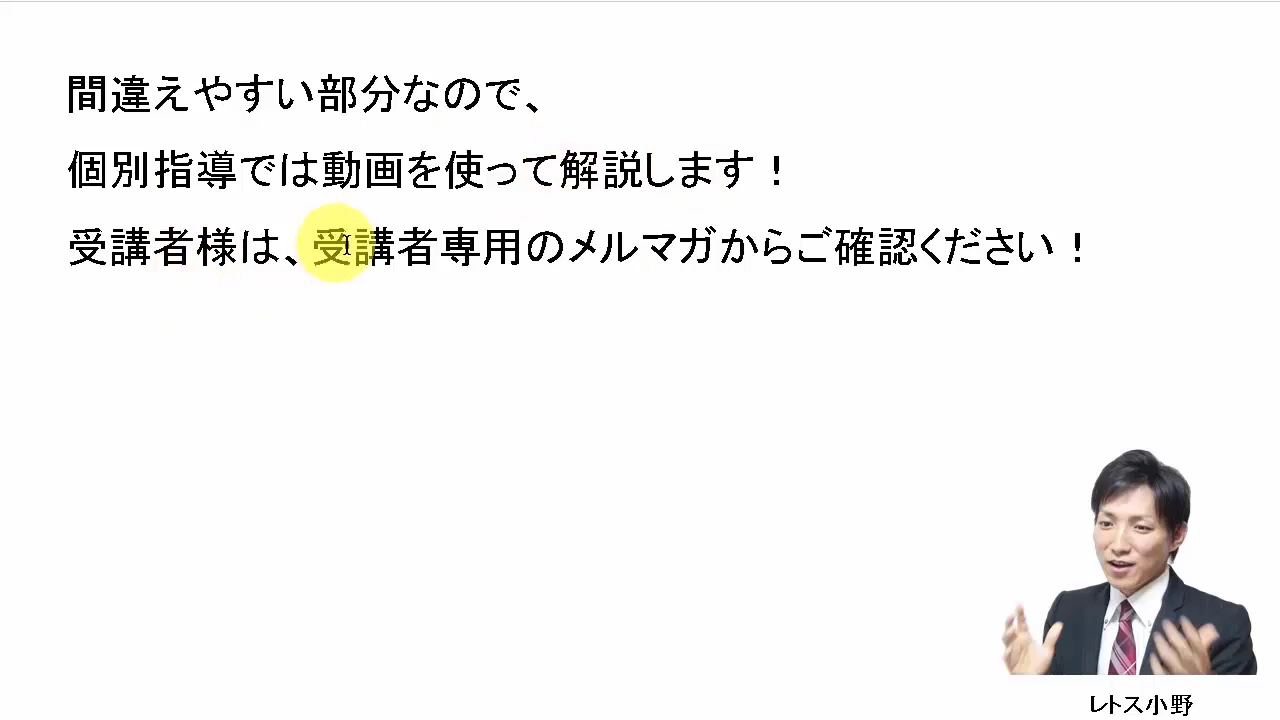 間違えやすい部分なので、
個別指導では動画を使って解説します！
受講者様は、受講者専用のメルマガからご確認ください！
レトス小野